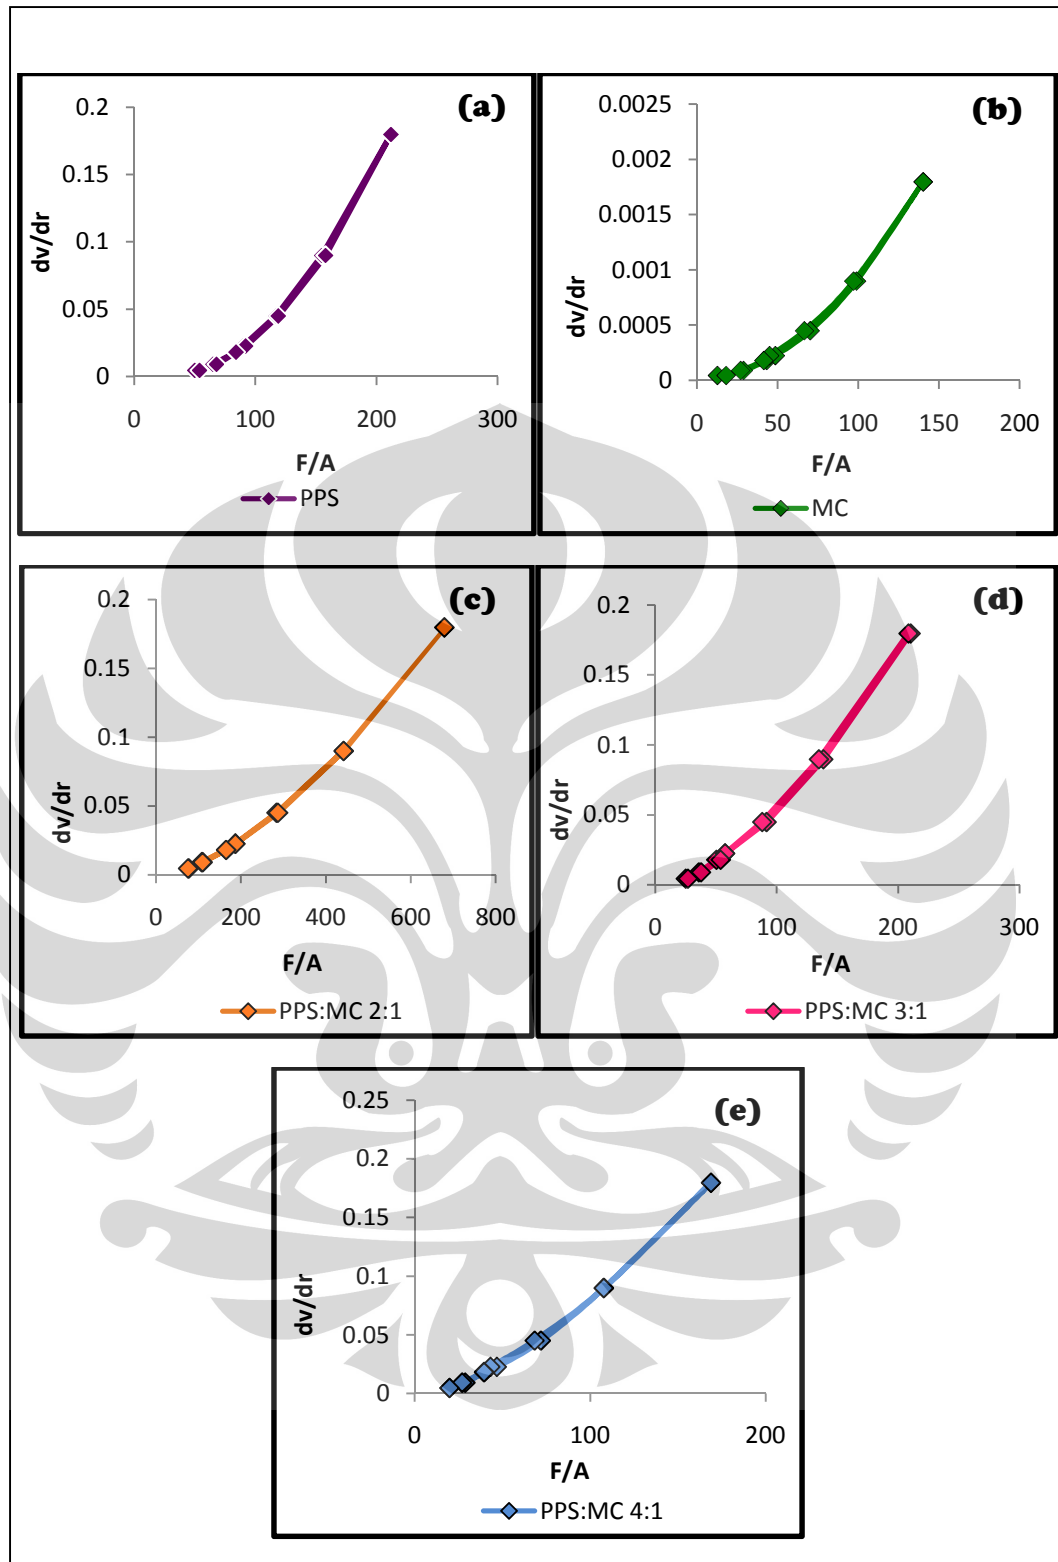 (a)
0.2
0.15
0.1
0.05
0
0 100 200 300
dv/dr
F/A
PPS
(b)
0.0025
0.002
0.0015
0.001
0.0005
0
0 50 100 150 200
dv/dr
F/A
MC
(c)
0.2
0.15
0.1
0.05
0
0 200 400 600 800
dv/dr
F/A
PPS:MC 2:1
(d)
0.2
0.15
0.1
0.05
0
0 100 200 300
dv/dr
F/A
PPS:MC 3:1
(e)
0.25
0.2
0.15
0.1
0.05
0
0 100 200
dv/dr
F/A
PPS:MC 4:1